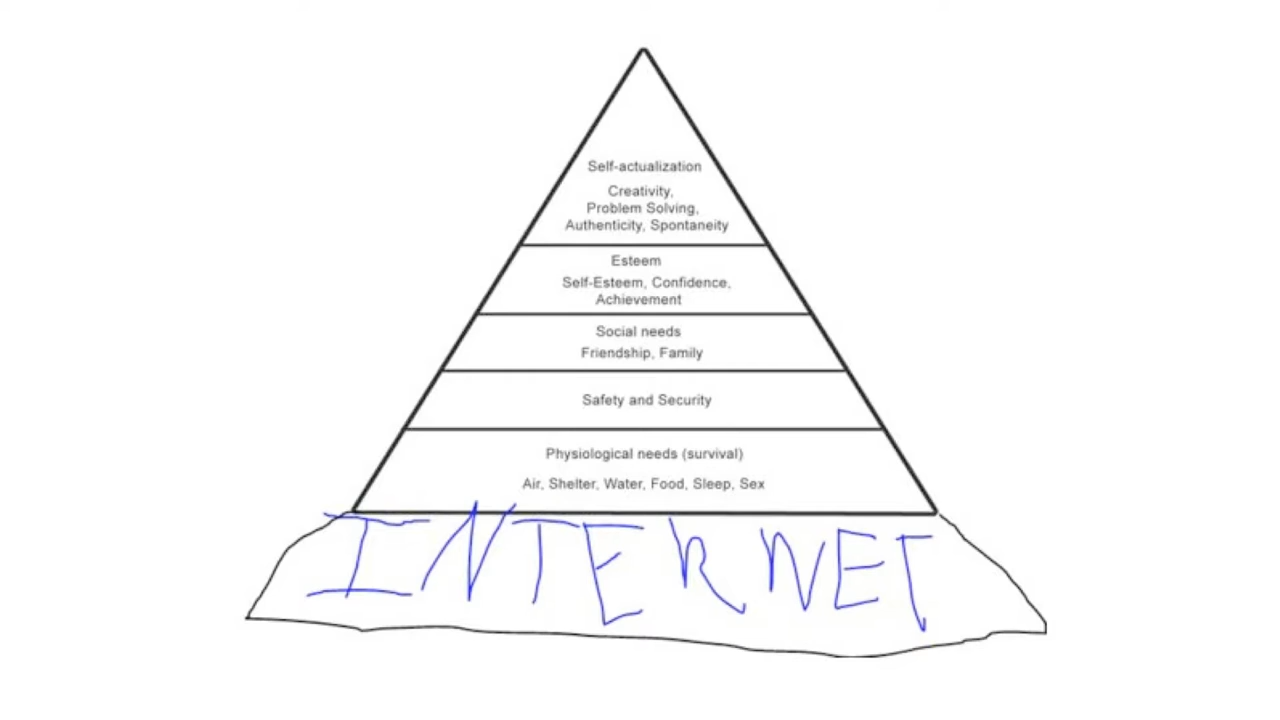 Self-actualization
Creativity,
Problem Solving,
Authenticity, Spontaneity
Esteem
Self-Esteem, Confidence,
Achievement
Social needs
Friendship, Family
Safety and Security
Physiological needs (survival)
Air, Shelter, Water, Food, Sleep, Sex
INTERNET